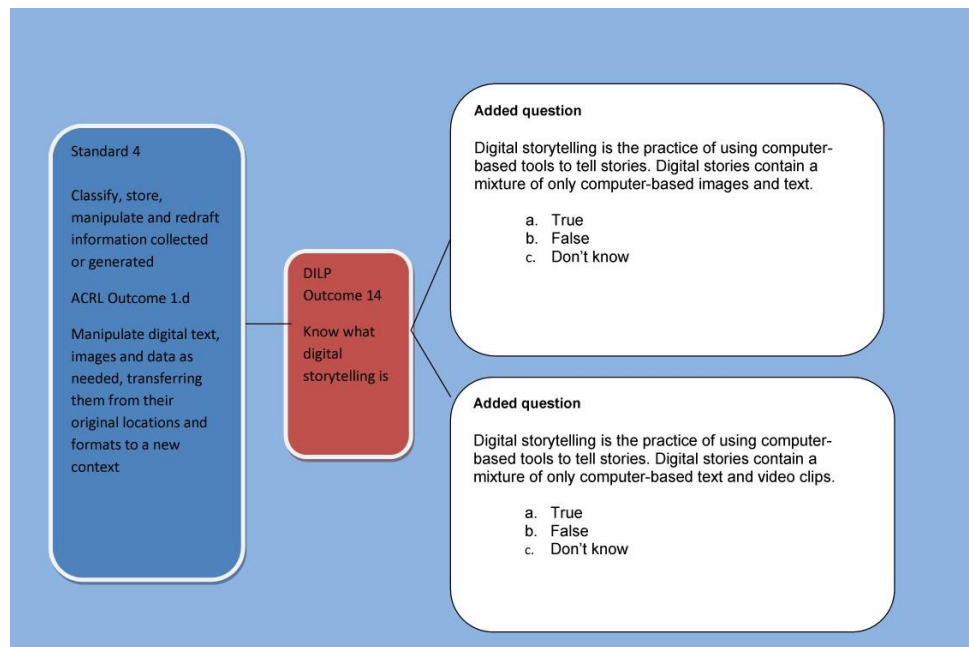 Standard 4
Classify, store,
manipulate and redraft
information collected
or generated
ACRL Outcome 1.d
Manipulate digital text,
images and data as
needed, transferring
them from their
original locations and
formats to a new
context
DILP
Outcome 14
Know what
digital
storytelling is
Added question
Digital storytelling is the practice of using computer-
based tools to tell stories. Digital stories contain a
mixture of only computer-based images and text.
a. True
b. False
c. Don't know
Added question
Digital storytelling is the practice of using computer-
based tools to tell stories. Digital stories contain a
mixture of only computer-based text and video clips.
a. True
b. False
c. Don't know